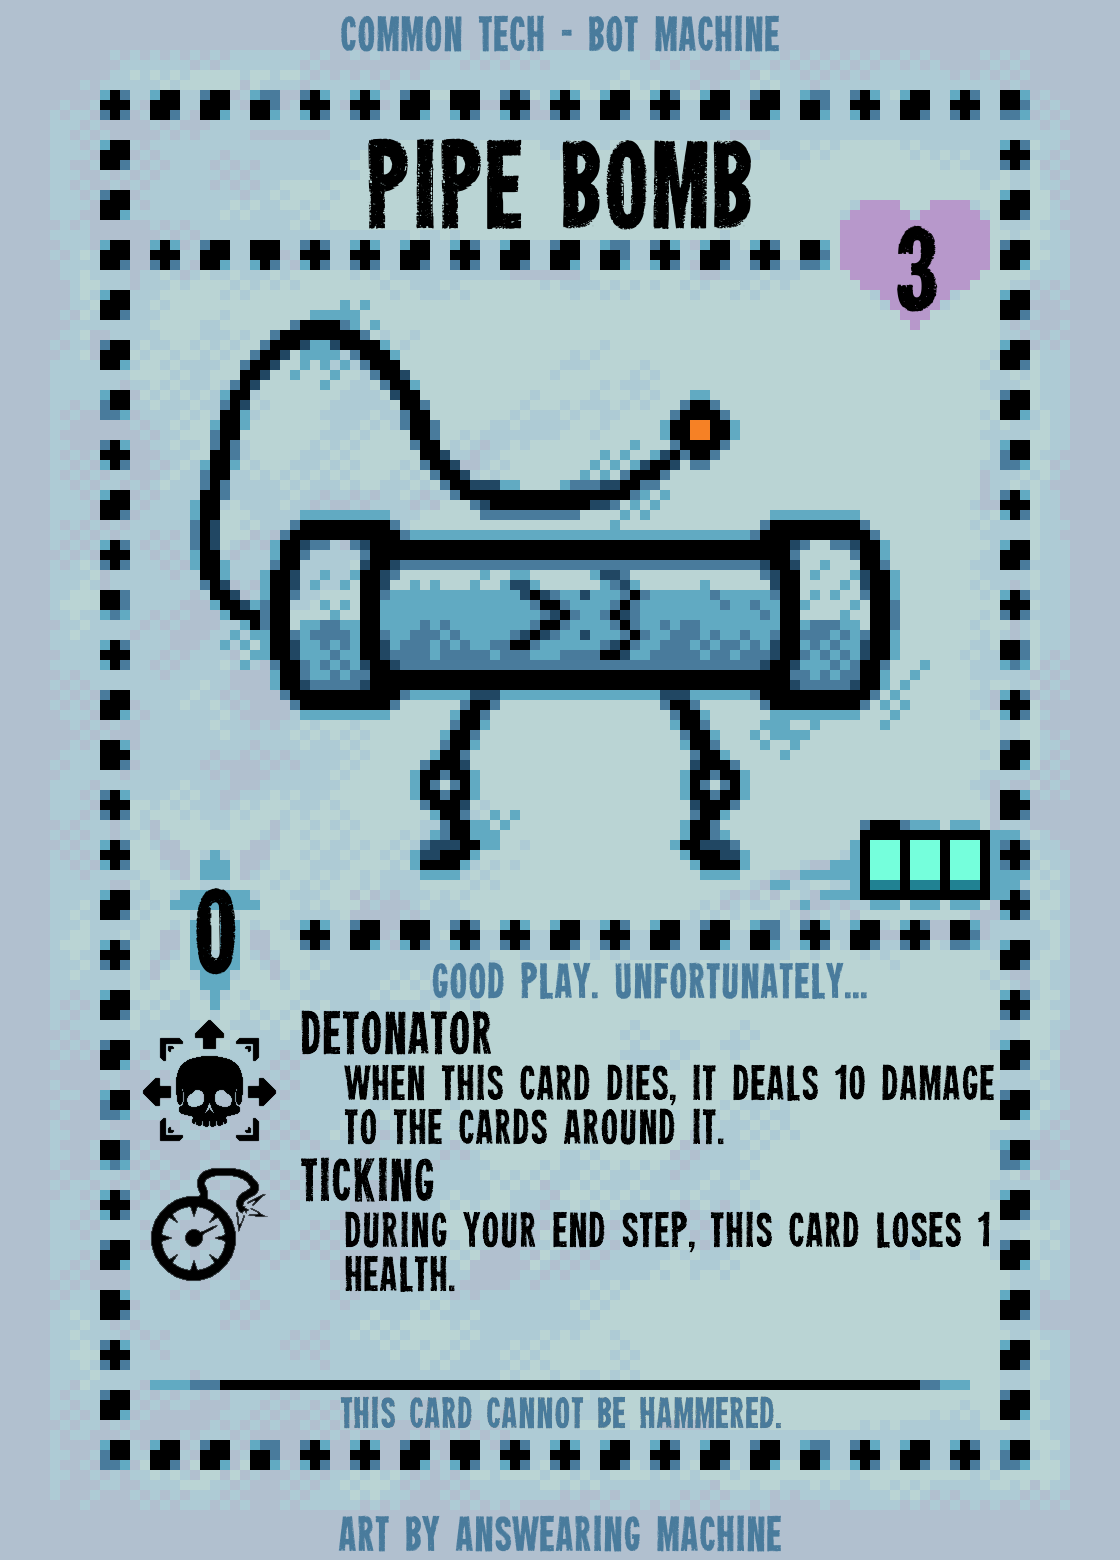 COMMON TECH - BOT MACHINE
PIPE BOMB
3
0
GOOD PLAY. UNFORTUNATELY...
DETONATOR
WHEN THIS CARD DIES, IT DEALS 10 DAMAGE
TO THE CARDS AROUND IT.
TICKING
DURING YOUR END STEP, THIS CARD LOSES 1
HEALTH.
THIS CARD CANNOT BE HAMMERED.
ART BY ANSWEARING MACHINE